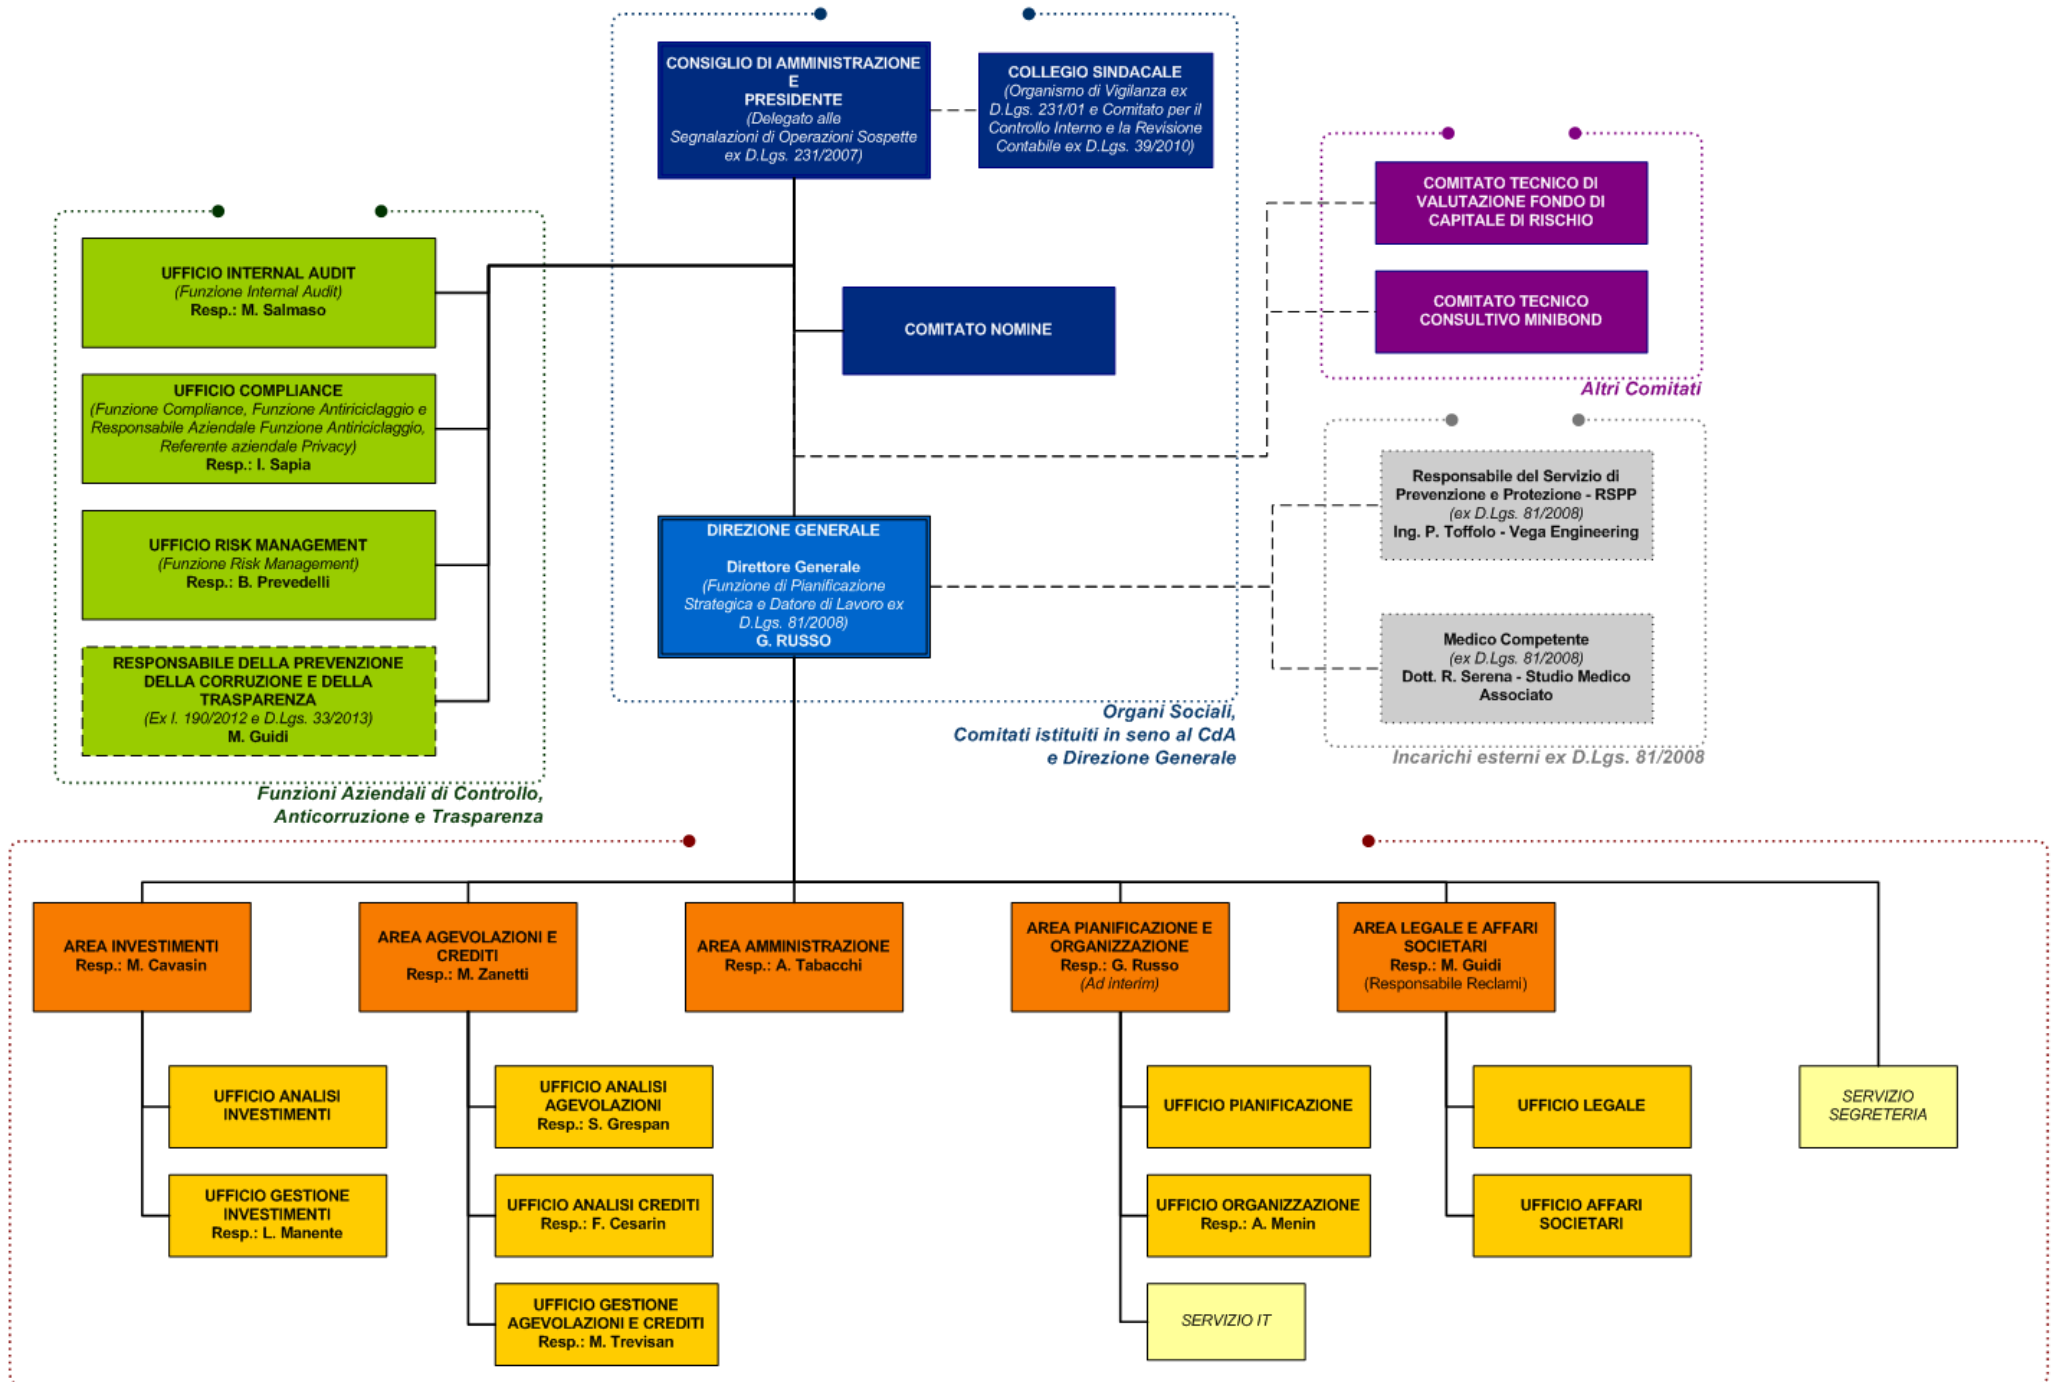 CONSIGLIO DI AMMINISTRAZIONE
E
PRESIDENTE
(Delegato alle
Segnalazioni di Operazioni Sospette
ex D.Lgs. 231/2007)
COLLEGIO SINDACALE
(Organismo di Vigilanza ex
D.Lgs. 231/01 e Comitato per il
Controllo Interno e la Revisione
Contabile ex D.Lgs. 39/2010)
COMITATO TECNICO DI
VALUTAZIONE FONDO DI
CAPITALE DI RISCHIO
COMITATO TECNICO
CONSULTIVO MINIBOND
Altri Comitati
UFFICIO INTERNAL AUDIT
(Funzione Internal Audit)
Resp.: M. Salmaso
UFFICIO COMPLIANCE
(Funzione Compliance, Funzione Antiriciclaggio e
Responsabile Aziendale Funzione Antiriciclaggio,
Referente aziendale Privacy)
Resp.: I. Sapia
UFFICIO RISK MANAGEMENT
(Funzione Risk Management)
Resp.: B. Prevedelli
RESPONSABILE DELLA PREVENZIONE
DELLA CORRUZIONE E DELLA
TRASPARENZA
(Ex l. 190/2012 e D.Lgs. 33/2013)
M. Guidi
Funzioni Aziendali di Controllo,
Anticorruzione e Trasparenza
COMITATO NOMINE
DIREZIONE GENERALE
Direttore Generale
(Funzione di Pianificazione
Strategica e Datore di Lavoro ex
D.Lgs. 81/2008)
G. RUSSO
Organi Sociali,
Comitati istituiti in seno al CdA
e Direzione Generale
Responsabile del Servizio di
Prevenzione e Protezione - RSPP
(ex D.Lgs. 81/2008)
Ing. P. Toffolo - Vega Engineering
Medico Competente
(ex D.Lgs. 81/2008)
Dott. R. Serena - Studio Medico
Associato
Incarichi esterni ex D.Lgs. 81/2008
AREA INVESTIMENTI
Resp.: M. Cavasin
AREA AGEVOLAZIONI E
CREDITI
Resp.: M. Zanetti
AREA AMMINISTRAZIONE
Resp.: A. Tabacchi
AREA PIANIFICAZIONE E
ORGANIZZAZIONE
Resp.: G. Russo
(Ad interim)
AREA LEGALE E AFFARI
SOCIETARI
Resp.: M. Guidi
(Responsabile Reclami)
UFFICIO ANALISI
INVESTIMENTI
UFFICIO GESTIONE
INVESTIMENTI
Resp.: L. Manente
UFFICIO ANALISI
AGEVOLAZIONI
Resp.: S. Grespan
UFFICIO ANALISI CREDITI
Resp.: F. Cesarin
UFFICIO GESTIONE
AGEVOLAZIONI E CREDITI
Resp.: M. Trevisan
UFFICIO PIANIFICAZIONE
UFFICIO ORGANIZZAZIONE
Resp.: A. Menin
SERVIZIO IT
UFFICIO LEGALE
UFFICIO AFFARI
SOCIETARI
SERVIZIO
SEGRETERIA